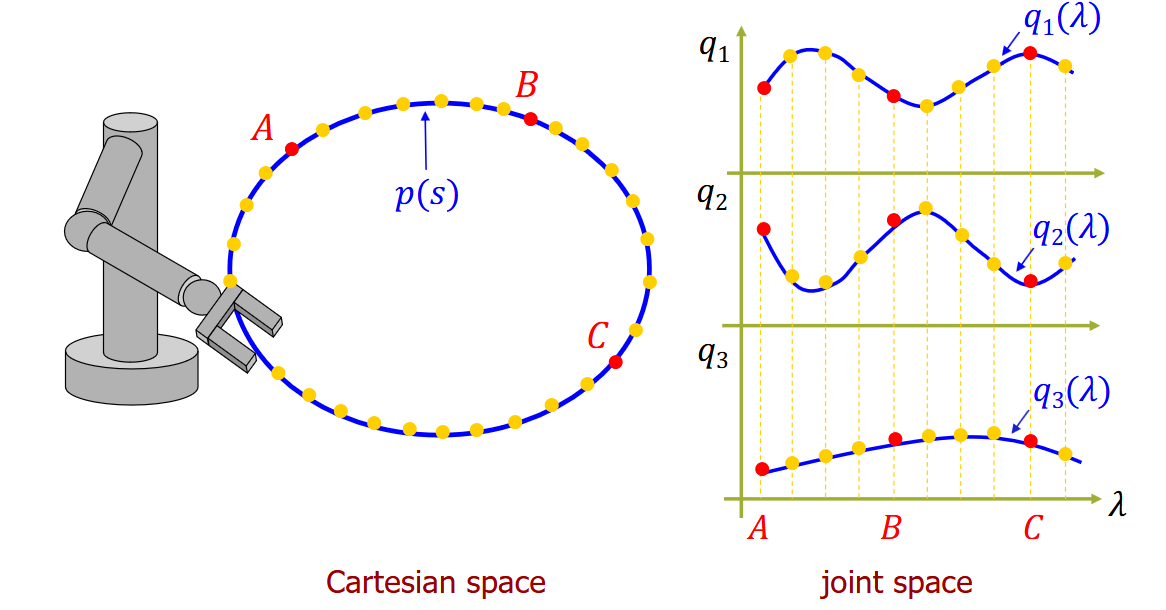 A
B
p(s)
C
Cartesian space
q₁
q₁(λ)
q₂
q₂(λ)
q₃
q₃(λ)
λ
A B C
joint space